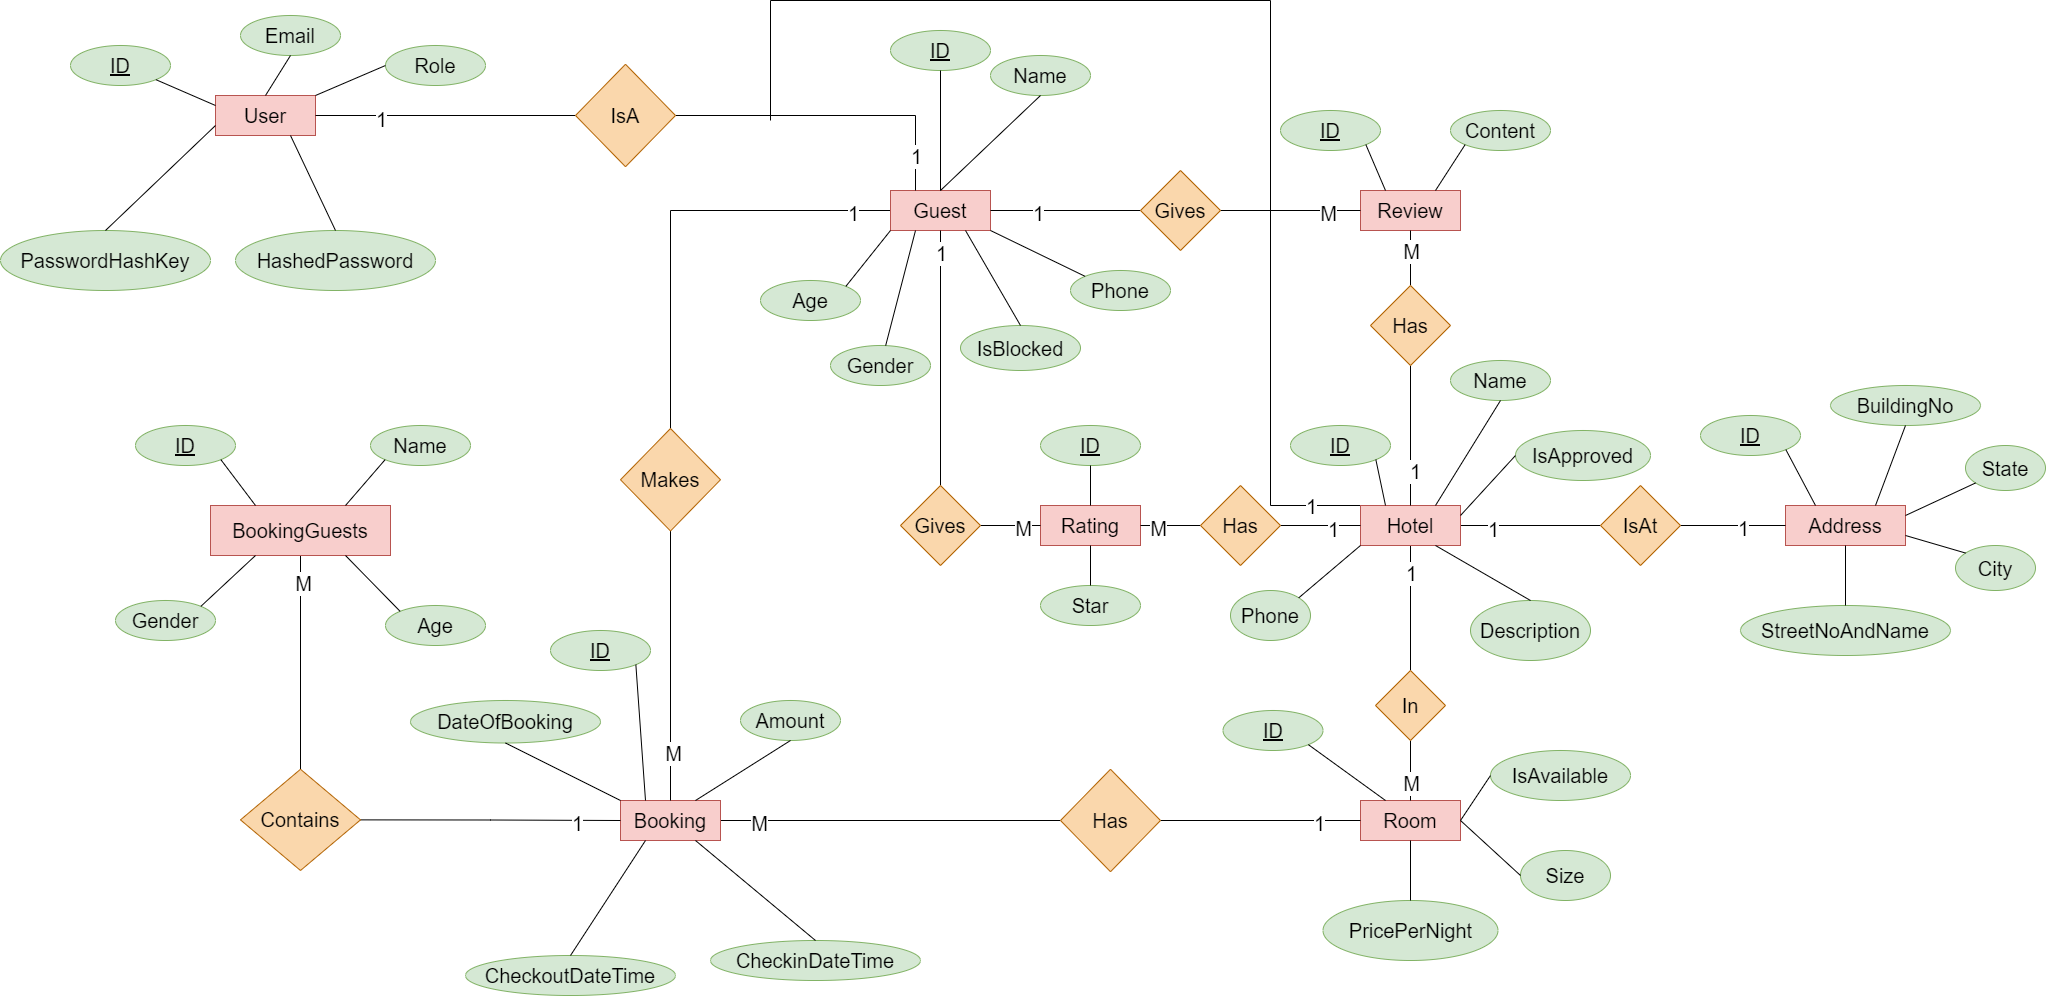 Email
ID
Role
User
1
IsA
PasswordHashKey
HashedPassword
ID
Name
1
Guest
1
1
1
Age
Gender
IsBlocked
Phone
Gives
M
ID
Content
Review
M
Has
1
Name
ID
IsApproved
1
1
Hotel
1
1
Phone
Description
IsAt
1
ID
BuildingNo
State
Address
City
StreetNoAndName
Gives
M
ID
Rating
M
Has
Star
Makes
M
ID
Name
BookingGuests
M
Gender
Age
Contains
1
ID
DateOfBooking
Amount
Booking
M
CheckoutDateTime
CheckinDateTime
Has
1
In
M
ID
IsAvailable
Room
Size
PricePerNight